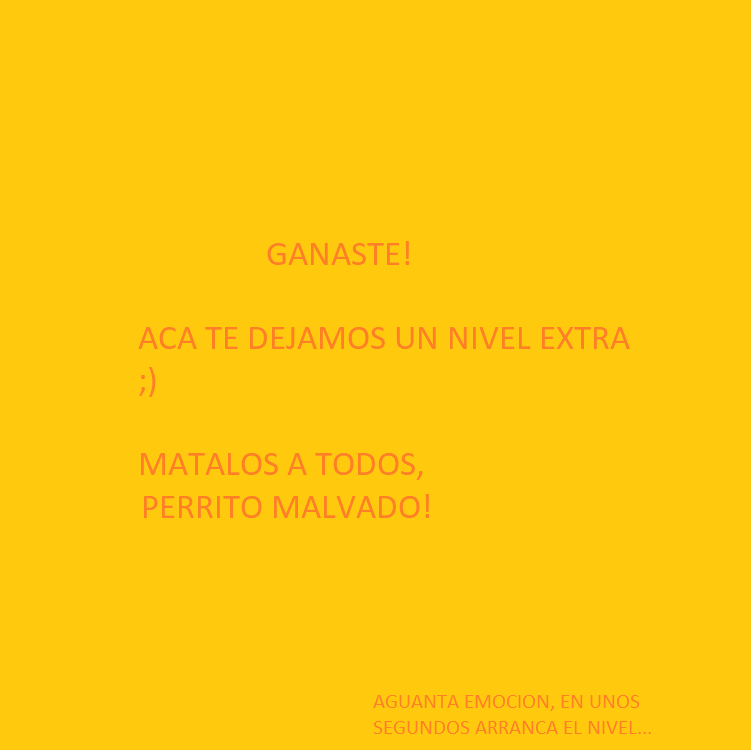 GANASTE!
ACA TE DEJAMOS UN NIVEL EXTRA
;)
MATALOS A TODOS,
PERRITO MALVADO!
AGUANTA EMOCION, EN UNOS
SEGUNDOS ARRANCA EL NIVEL...